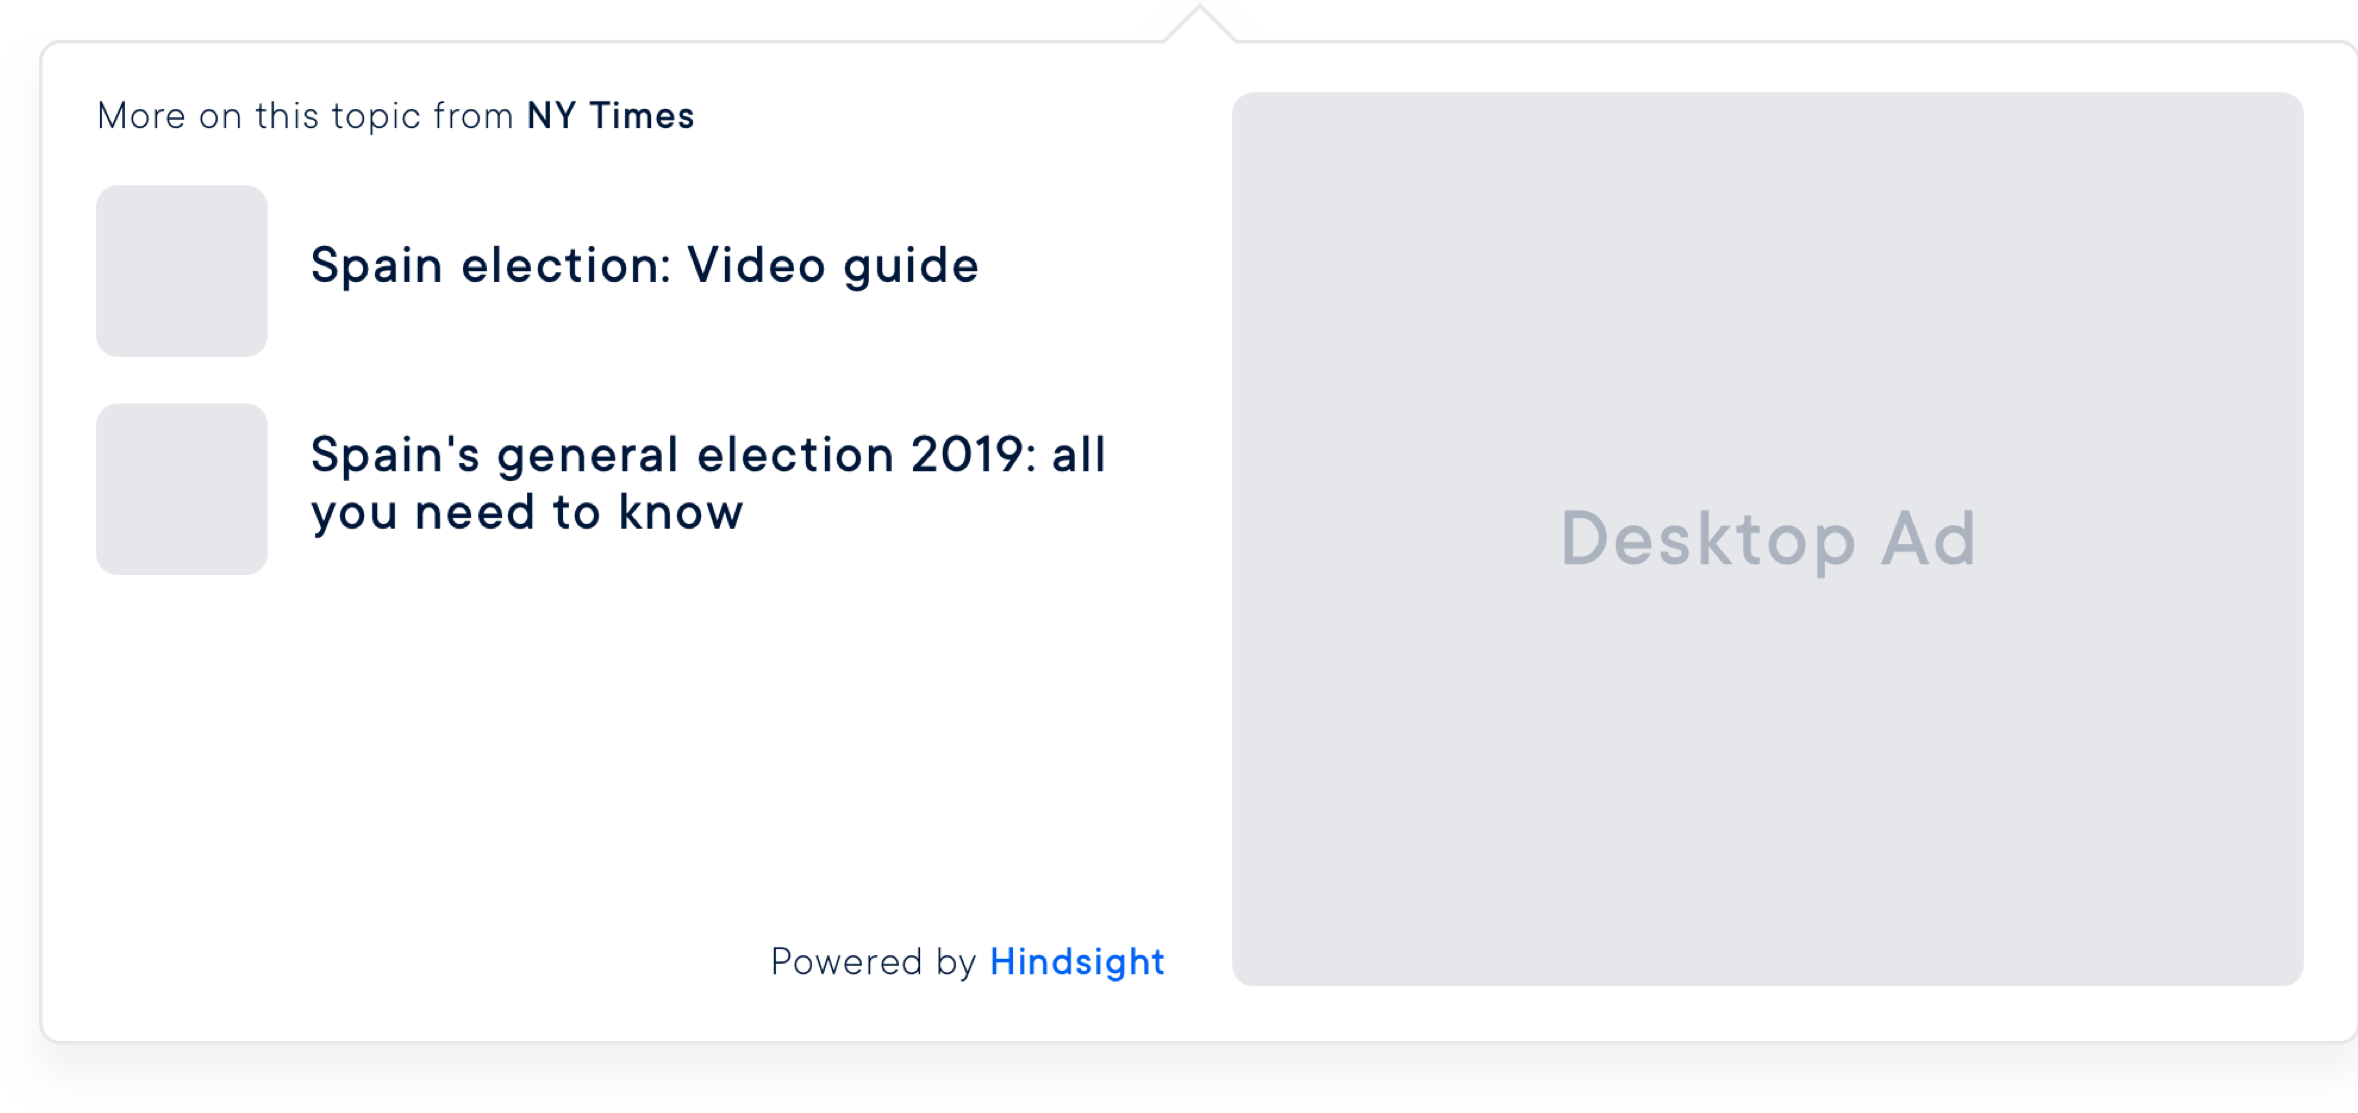 More on this topic from NY Times
Spain election: Video guide
Spain's general election 2019: all
you need to know
Powered by Hindsight
Desktop Ad